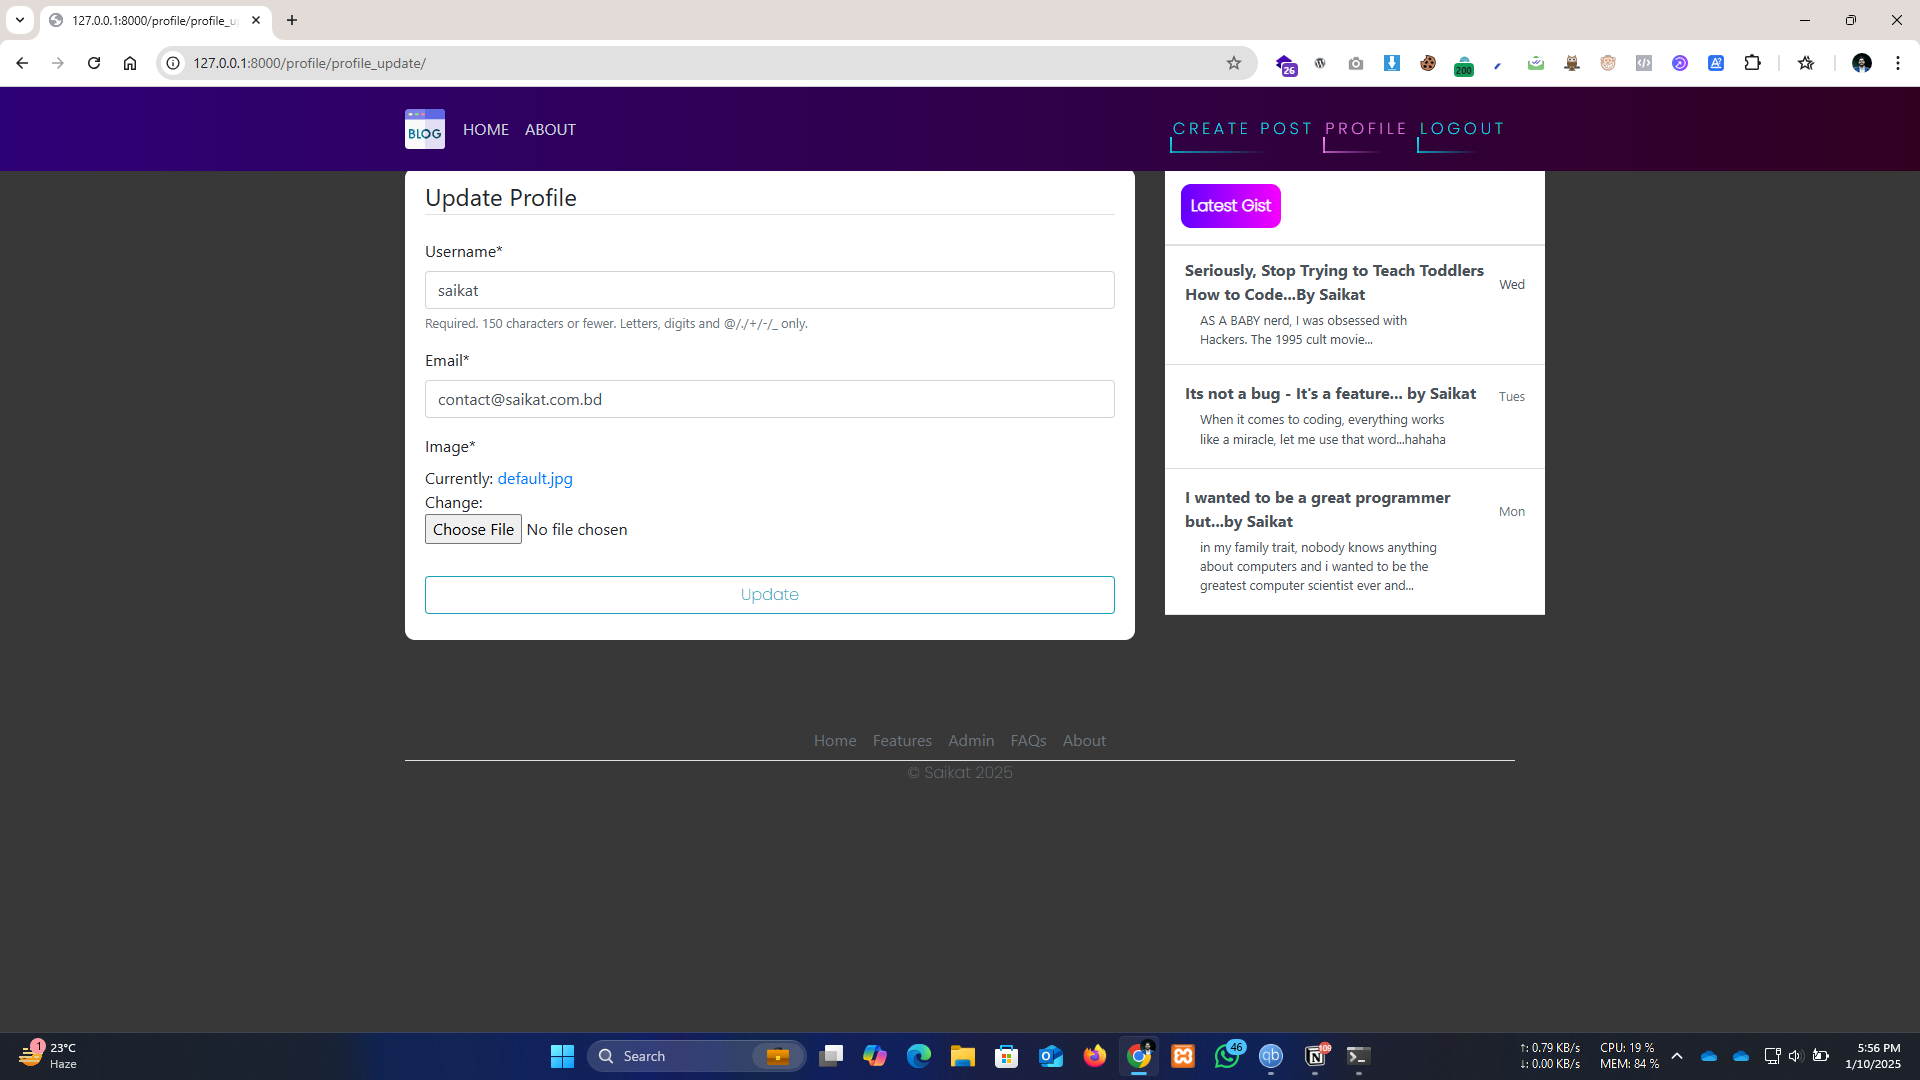 127.0.0.1:8000/profile/profile_u
127.0.0.1:8000/profile/profile_update/
26
200
BLOG
HOME
ABOUT
CREATE POST
PROFILE
LOGOUT
Update Profile
Username*
saikat
Required. 150 characters or fewer. Letters, digits and @/./+/-/_ only.
Email*
contact@saikat.com.bd
Image*
Currently: default.jpg
Change:
Choose File No file chosen
Update
Latest Gist
Seriously, Stop Trying to Teach Toddlers
How to Code...By Saikat
Wed
AS A BABY nerd, I was obsessed with
Hackers. The 1995 cult movie...
Its not a bug - It's a feature... by Saikat
Tues
When it comes to coding, everything works
like a miracle, let me use that word...hahaha
I wanted to be a great programmer
but...by Saikat
Mon
in my family trait, nobody knows anything
about computers and i wanted to be the
greatest computer scientist ever and...
Home Features Admin FAQs About
© Saikat 2025
1
23°C
Haze
Search
46
qb
109
↑: 0.79 KB/s
↓: 0.00 KB/s
CPU: 19 %
MEM: 84 %
5:56 PM
1/10/2025